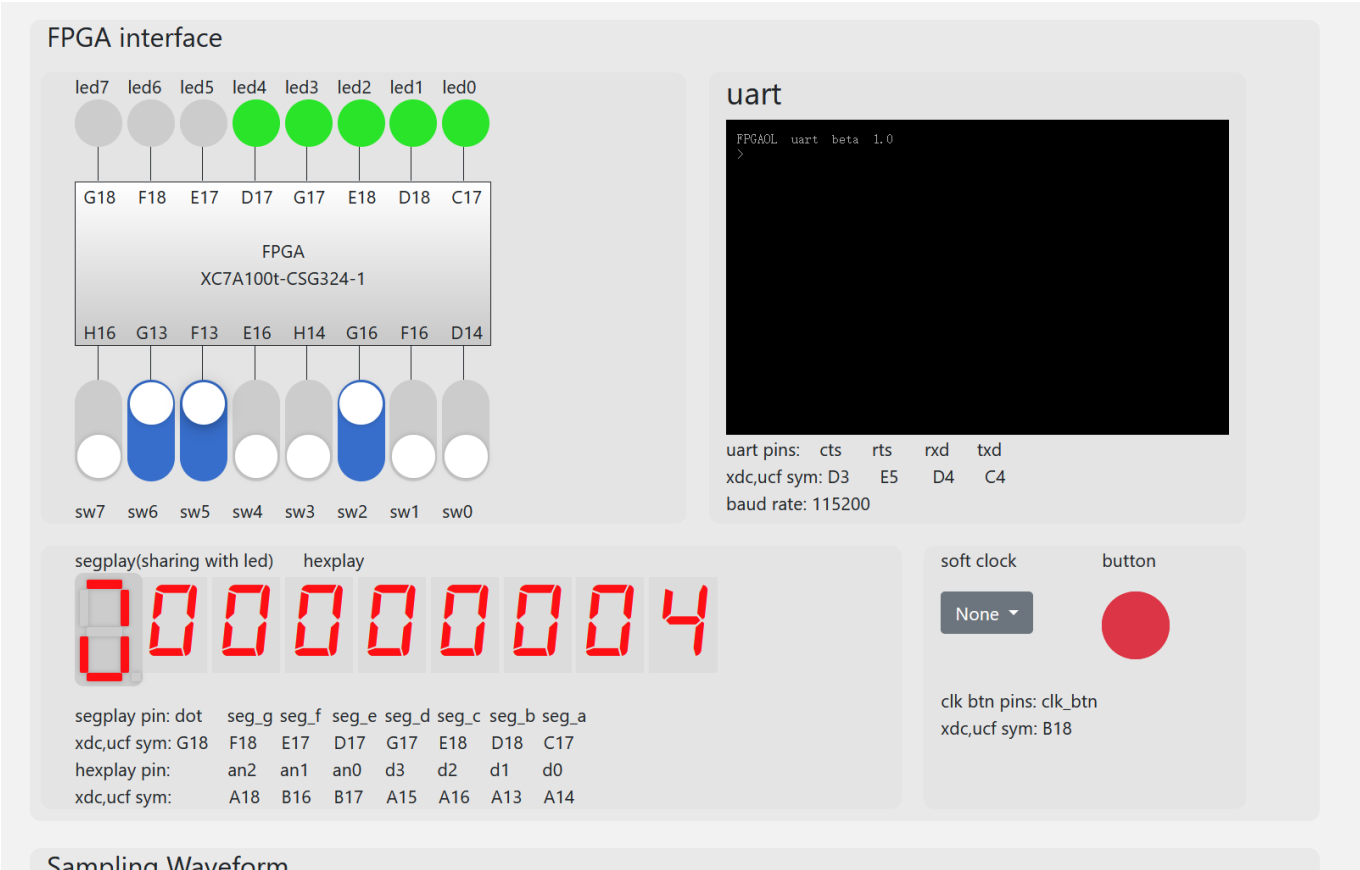 FPGA interface
led7 led6 led5 led4 led3 led2 led1 led0
G18 F18 E17 D17 G17 E18 D18 C17
FPGA
XC7A100t-CSG324-1
H16 G13 F13 E16 H14 G16 F16 D14
sw7 sw6 sw5 sw4 sw3 sw2 sw1 sw0
uart
FPGAOL uart beta 1.0
>
uart pins: cts rts rxd txd
xdc,ucf sym: D3 E5 D4 C4
baud rate: 115200
segplay(sharing with led) hexplay
00000004
segplay pin: dot seg_g seg_f seg_e seg_d seg_c seg_b seg_a
xdc,ucf sym: G18 F18 E17 D17 G17 E18 D18 C17
hexplay pin: an2 an1 an0 d3 d2 d1 d0
xdc,ucf sym: A18 B16 B17 A15 A16 A13 A14
soft clock button
None
clk btn pins: clk_btn
xdc,ucf sym: B18
Sampling Waveform